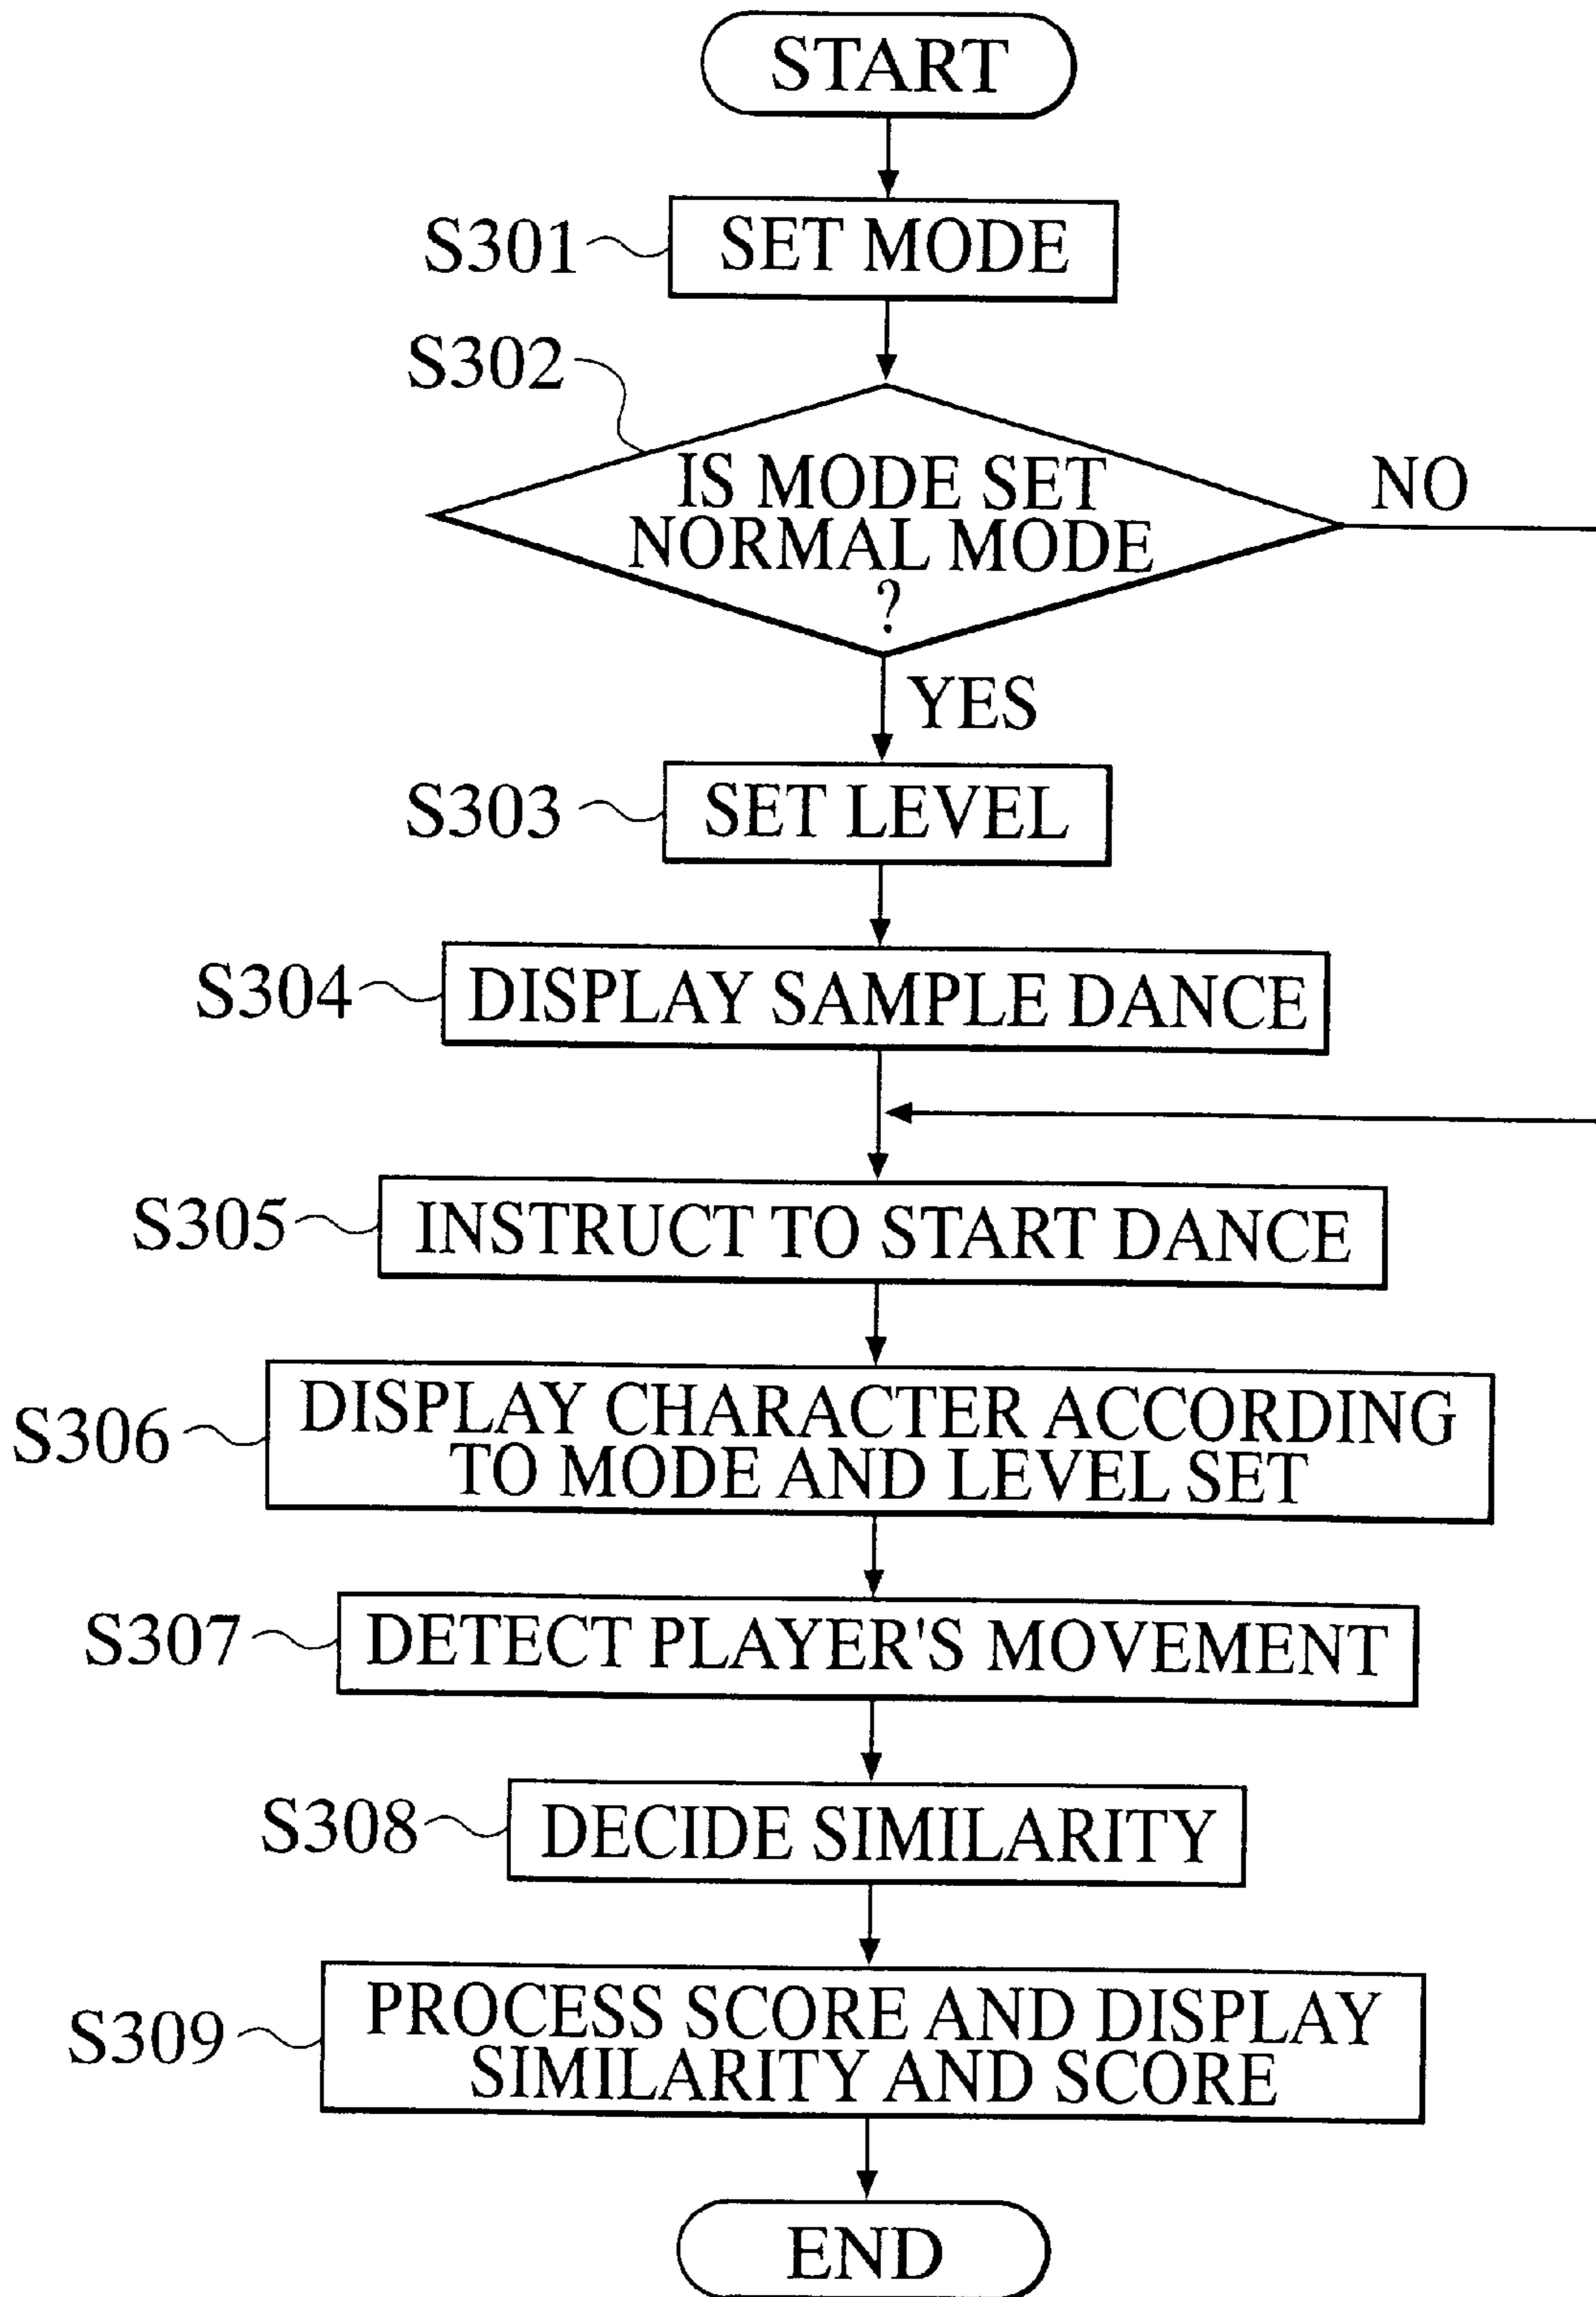 START
S301
SET MODE
S302
IS MODE SET
NORMAL MODE
?
NO
YES
S303
SET LEVEL
S304
DISPLAY SAMPLE DANCE
S305
INSTRUCT TO START DANCE
S306
DISPLAY CHARACTER ACCORDING
TO MODE AND LEVEL SET
S307
DETECT PLAYER'S MOVEMENT
S308
DECIDE SIMILARITY
S309
PROCESS SCORE AND DISPLAY
SIMILARITY AND SCORE
END